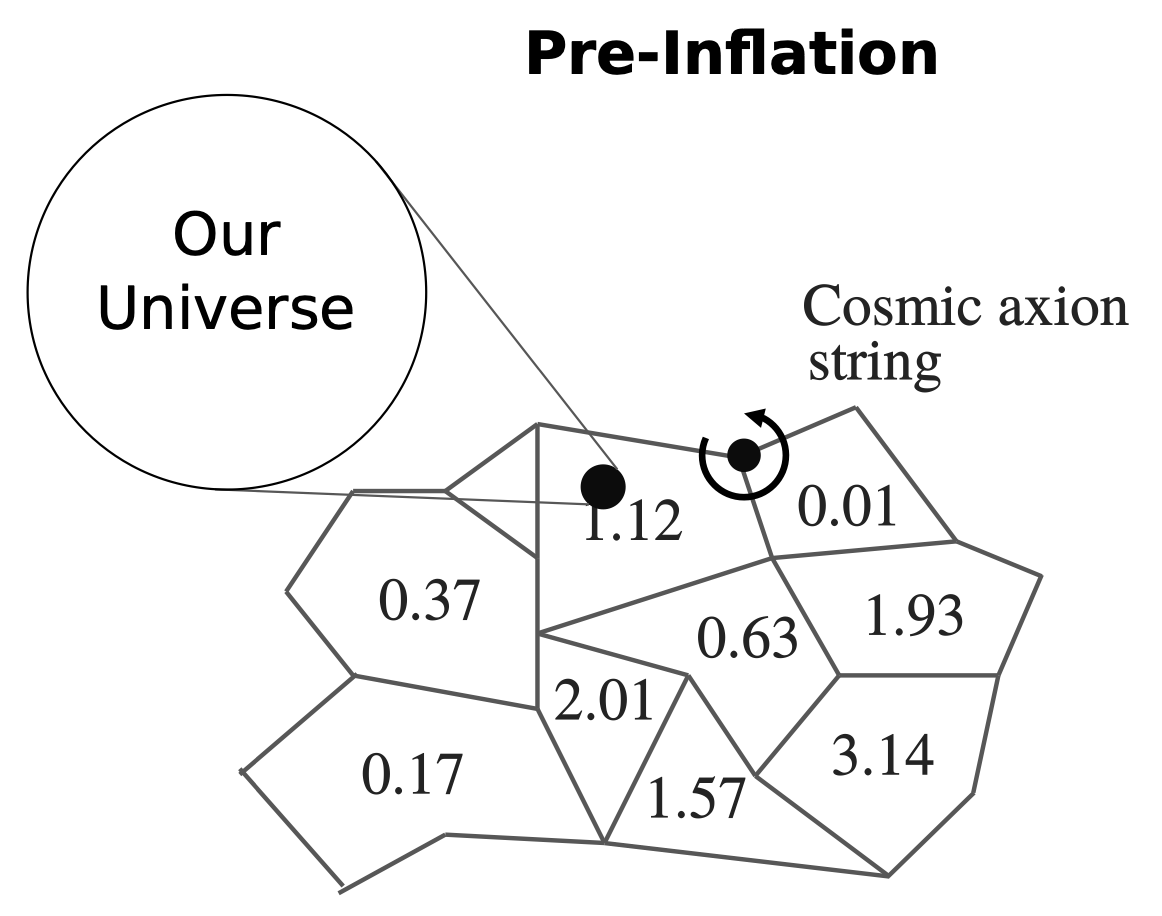 Pre-Inflation
Our
Universe
Cosmic axion
string
1.12
0.01
0.37
1.93
0.63
2.01
0.17
3.14
1.57